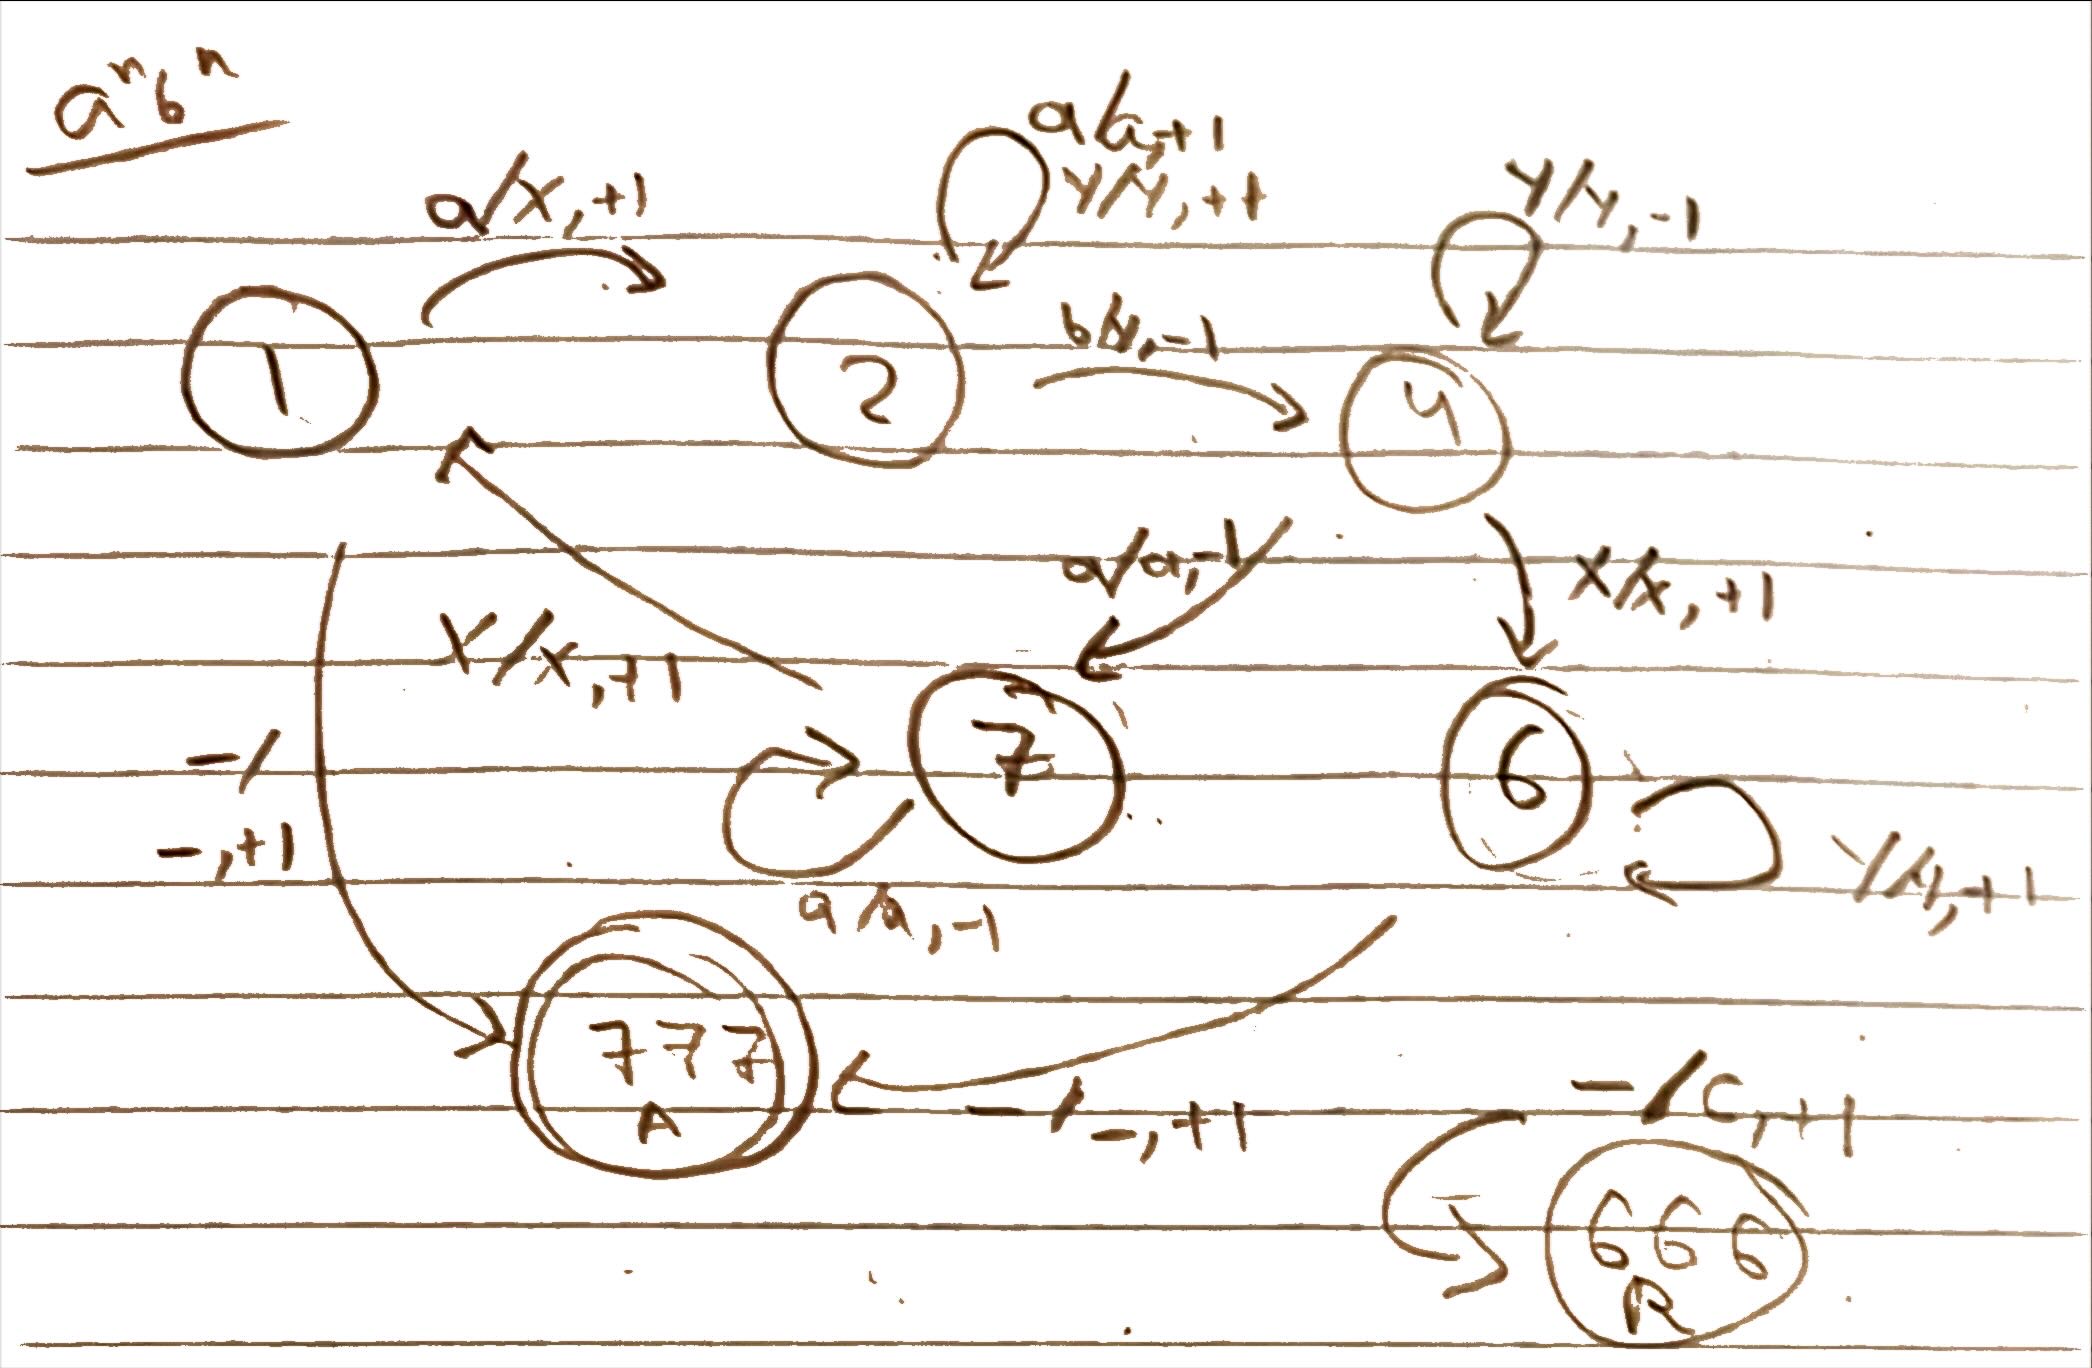 aⁿbⁿ
a/X,+1
a/a,+1
Y/Y,++
Y/Y,-1
1
2
b/Y,-1
4
a/a,-1
X/x,+1
X/x,+1
7
6
-/
-,+1
a/a,-1
Y/Y,+1
777
A
-/-,+1
-/C,+1
666
R